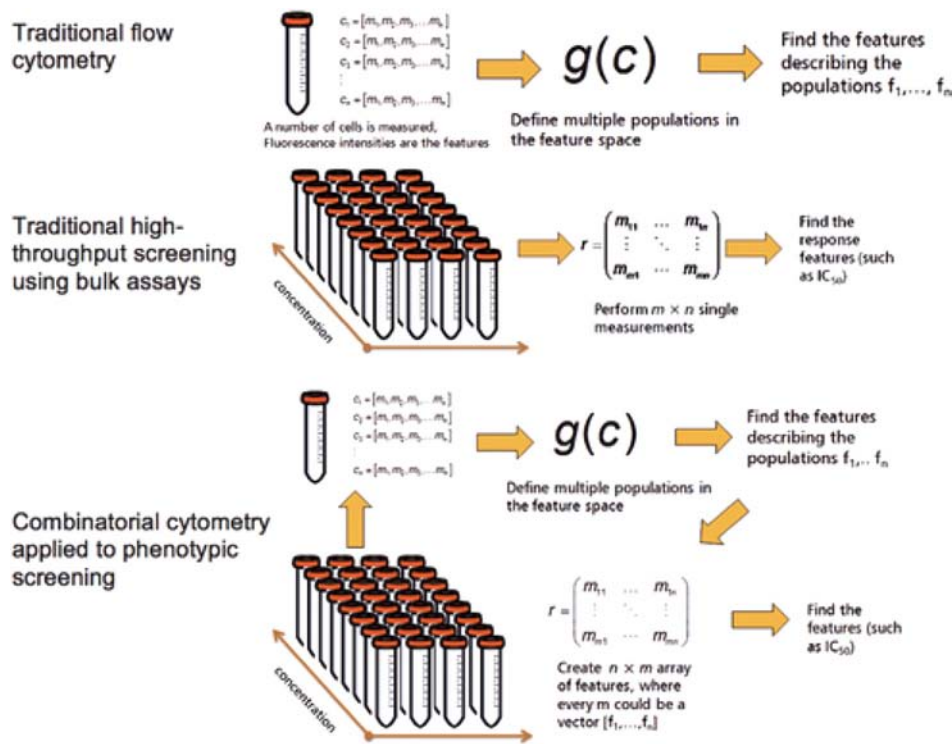 Traditional flow
cytometry
c₁ = [m₁, m₂, m₃, ...mₙ]
c₂ = [m₁, m₂, m₃, ...mₙ]
c₃ = [m₁, m₂, m₃, ...mₙ]
⋮
cₙ = [m₁, m₂, m₃, ...mₙ]
A number of cells is measured,
Fluorescence intensities are the features
g(c)
Define multiple populations in
the feature space
Find the features
describing the
populations f₁,..., fₙ
Traditional high-
throughput screening
using bulk assays
concentration
r = ( m₁₁ ... m₁ₙ
⋮ ⋱ ⋮
mₘ₁ ... mₘₙ )
Perform m × n single
measurements
Find the
response
features (such
as IC₅₀)
Combinatorial cytometry
applied to phenotypic
screening
c₁ = [m₁, m₂, m₃, ...mₙ]
c₂ = [m₁, m₂, m₃, ...mₙ]
c₃ = [m₁, m₂, m₃, ...mₙ]
⋮
cₙ = [m₁, m₂, m₃, ...mₙ]
g(c)
Define multiple populations in
the feature space
Find the features
describing the
populations f₁,.. fₙ
concentration
r = ( m₁₁ ... m₁ₙ
⋮ ⋱ ⋮
mₘ₁ ... mₘₙ )
Create n × m array
of features, where
every m could be a
vector [f₁,...,fₙ]
Find the
features (such
as IC₅₀)